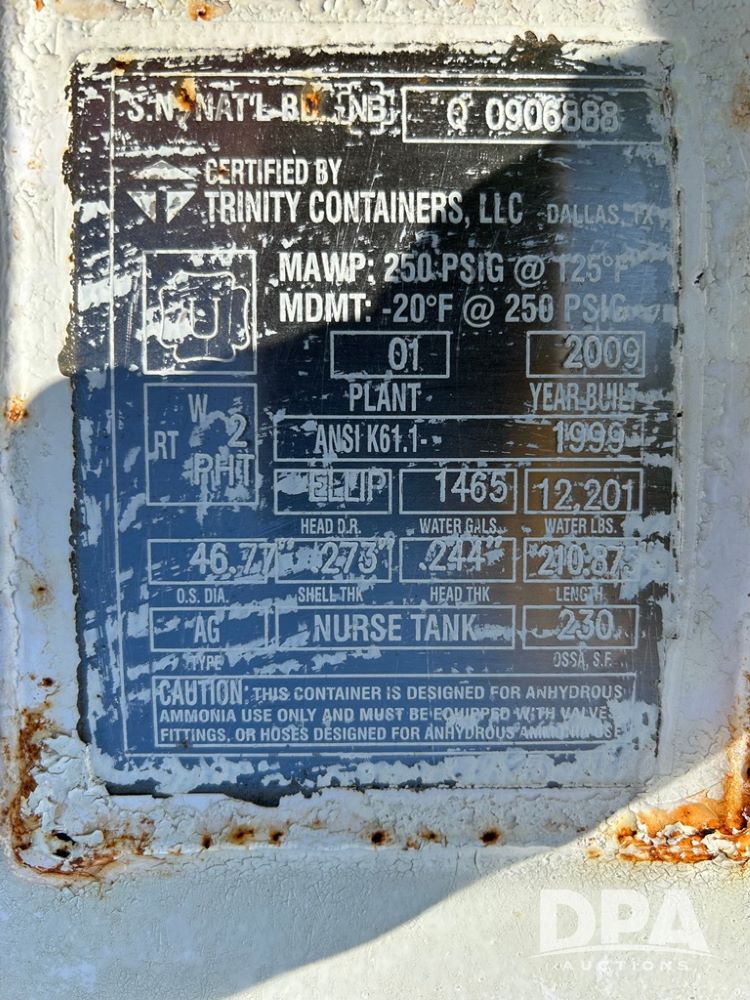 S.N., NAT'L BD. (NB) Q 0906888
CERTIFIED BY
TRINITY CONTAINERS, LLC DALLAS, TX
U
MAWP: 250 PSIG @ 125°F
MDMT: -20°F @ 250 PSIG
01 2009
PLANT YEAR BUILT
W
RT 2
PHT
ANSI K61.1- 1999
ELLIP 1465 12,201
HEAD D.R. WATER GALS. WATER LBS.
46.77" .273" .244" 210.875"
O.S. DIA. SHELL THK HEAD THK LENGTH
AG NURSE TANK 230
TYPE OSSA, S.F.
CAUTION: THIS CONTAINER IS DESIGNED FOR ANHYDROUS
AMMONIA USE ONLY AND MUST BE EQUIPPED WITH VALVES,
FITTINGS, OR HOSES DESIGNED FOR ANHYDROUS AMMONIA USE
DPA
AUCTIONS